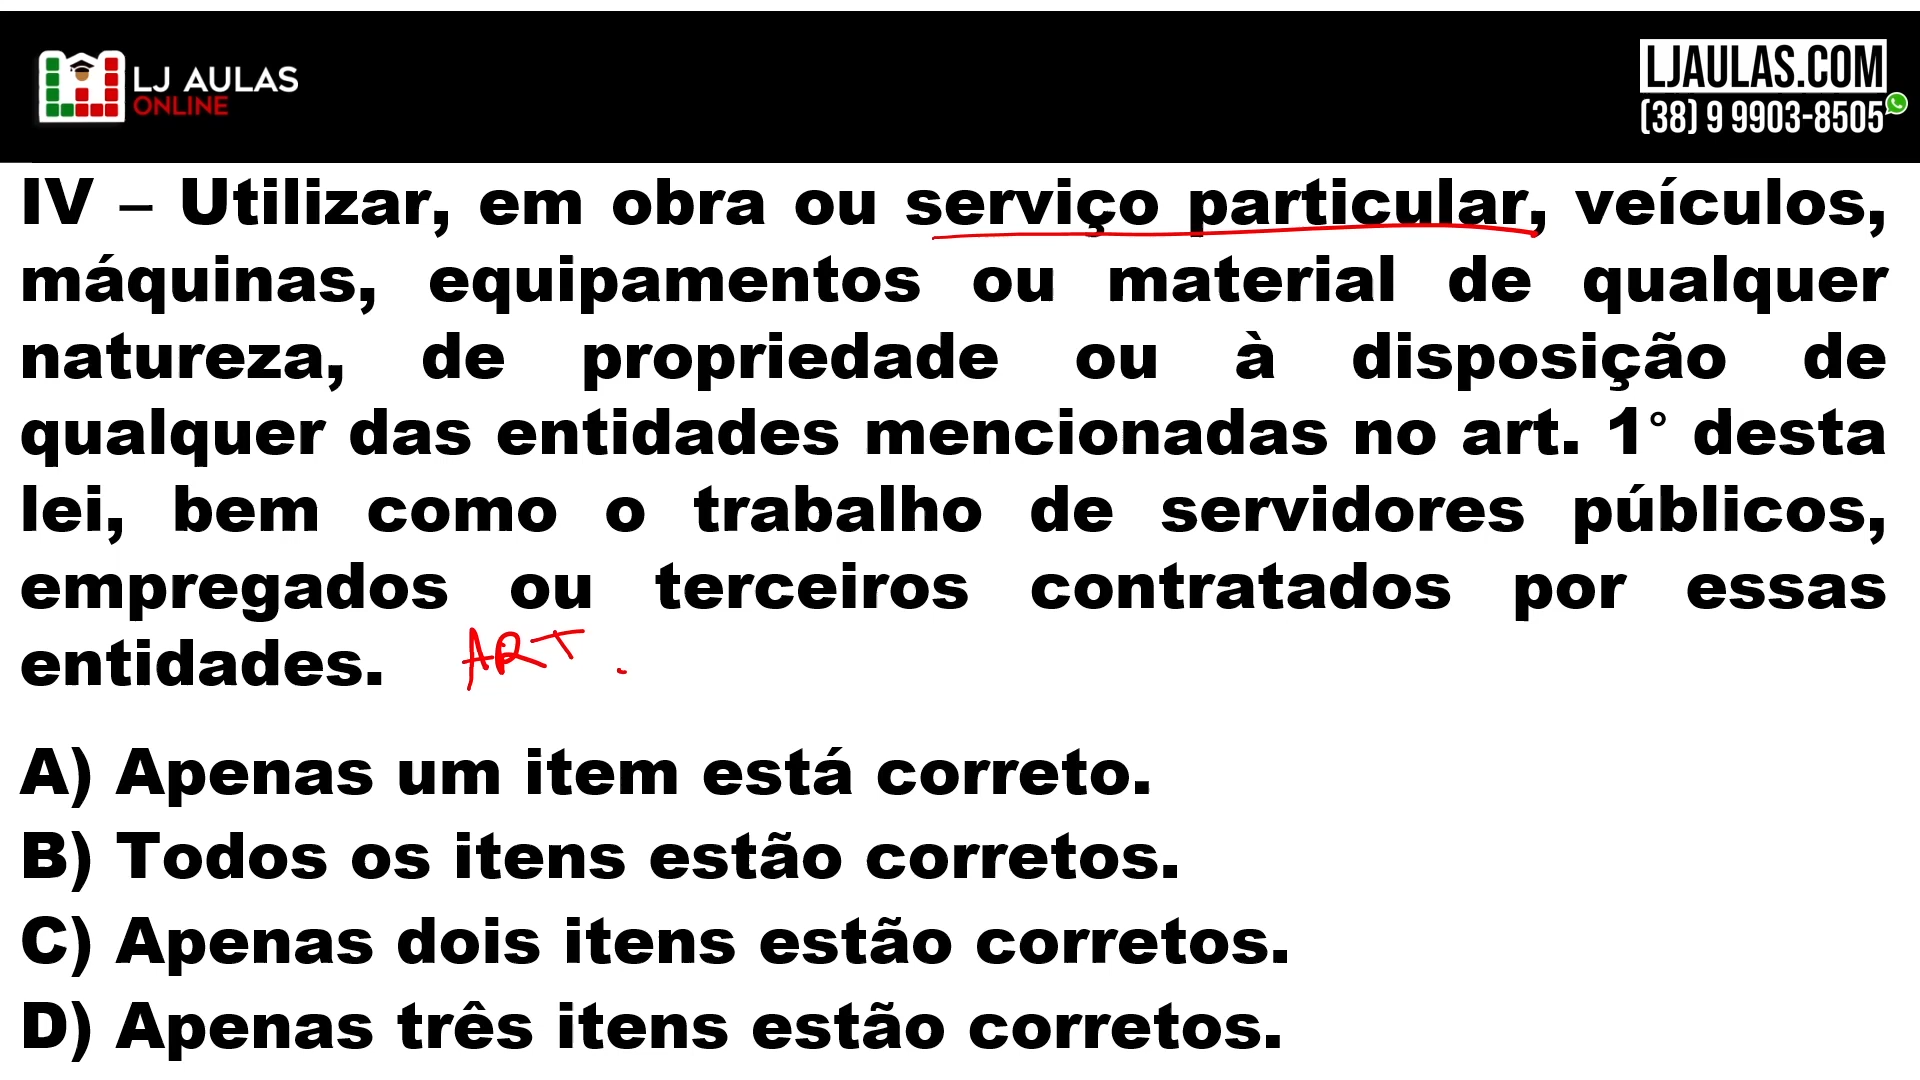 LJ AULAS
ONLINE
LJAULAS.COM
(38) 9 9903-8505
IV – Utilizar, em obra ou serviço particular, veículos,
máquinas, equipamentos ou material de qualquer
natureza, de propriedade ou à disposição de
qualquer das entidades mencionadas no art. 1° desta
lei, bem como o trabalho de servidores públicos,
empregados ou terceiros contratados por essas
entidades. ART .
A) Apenas um item está correto.
B) Todos os itens estão corretos.
C) Apenas dois itens estão corretos.
D) Apenas três itens estão corretos.